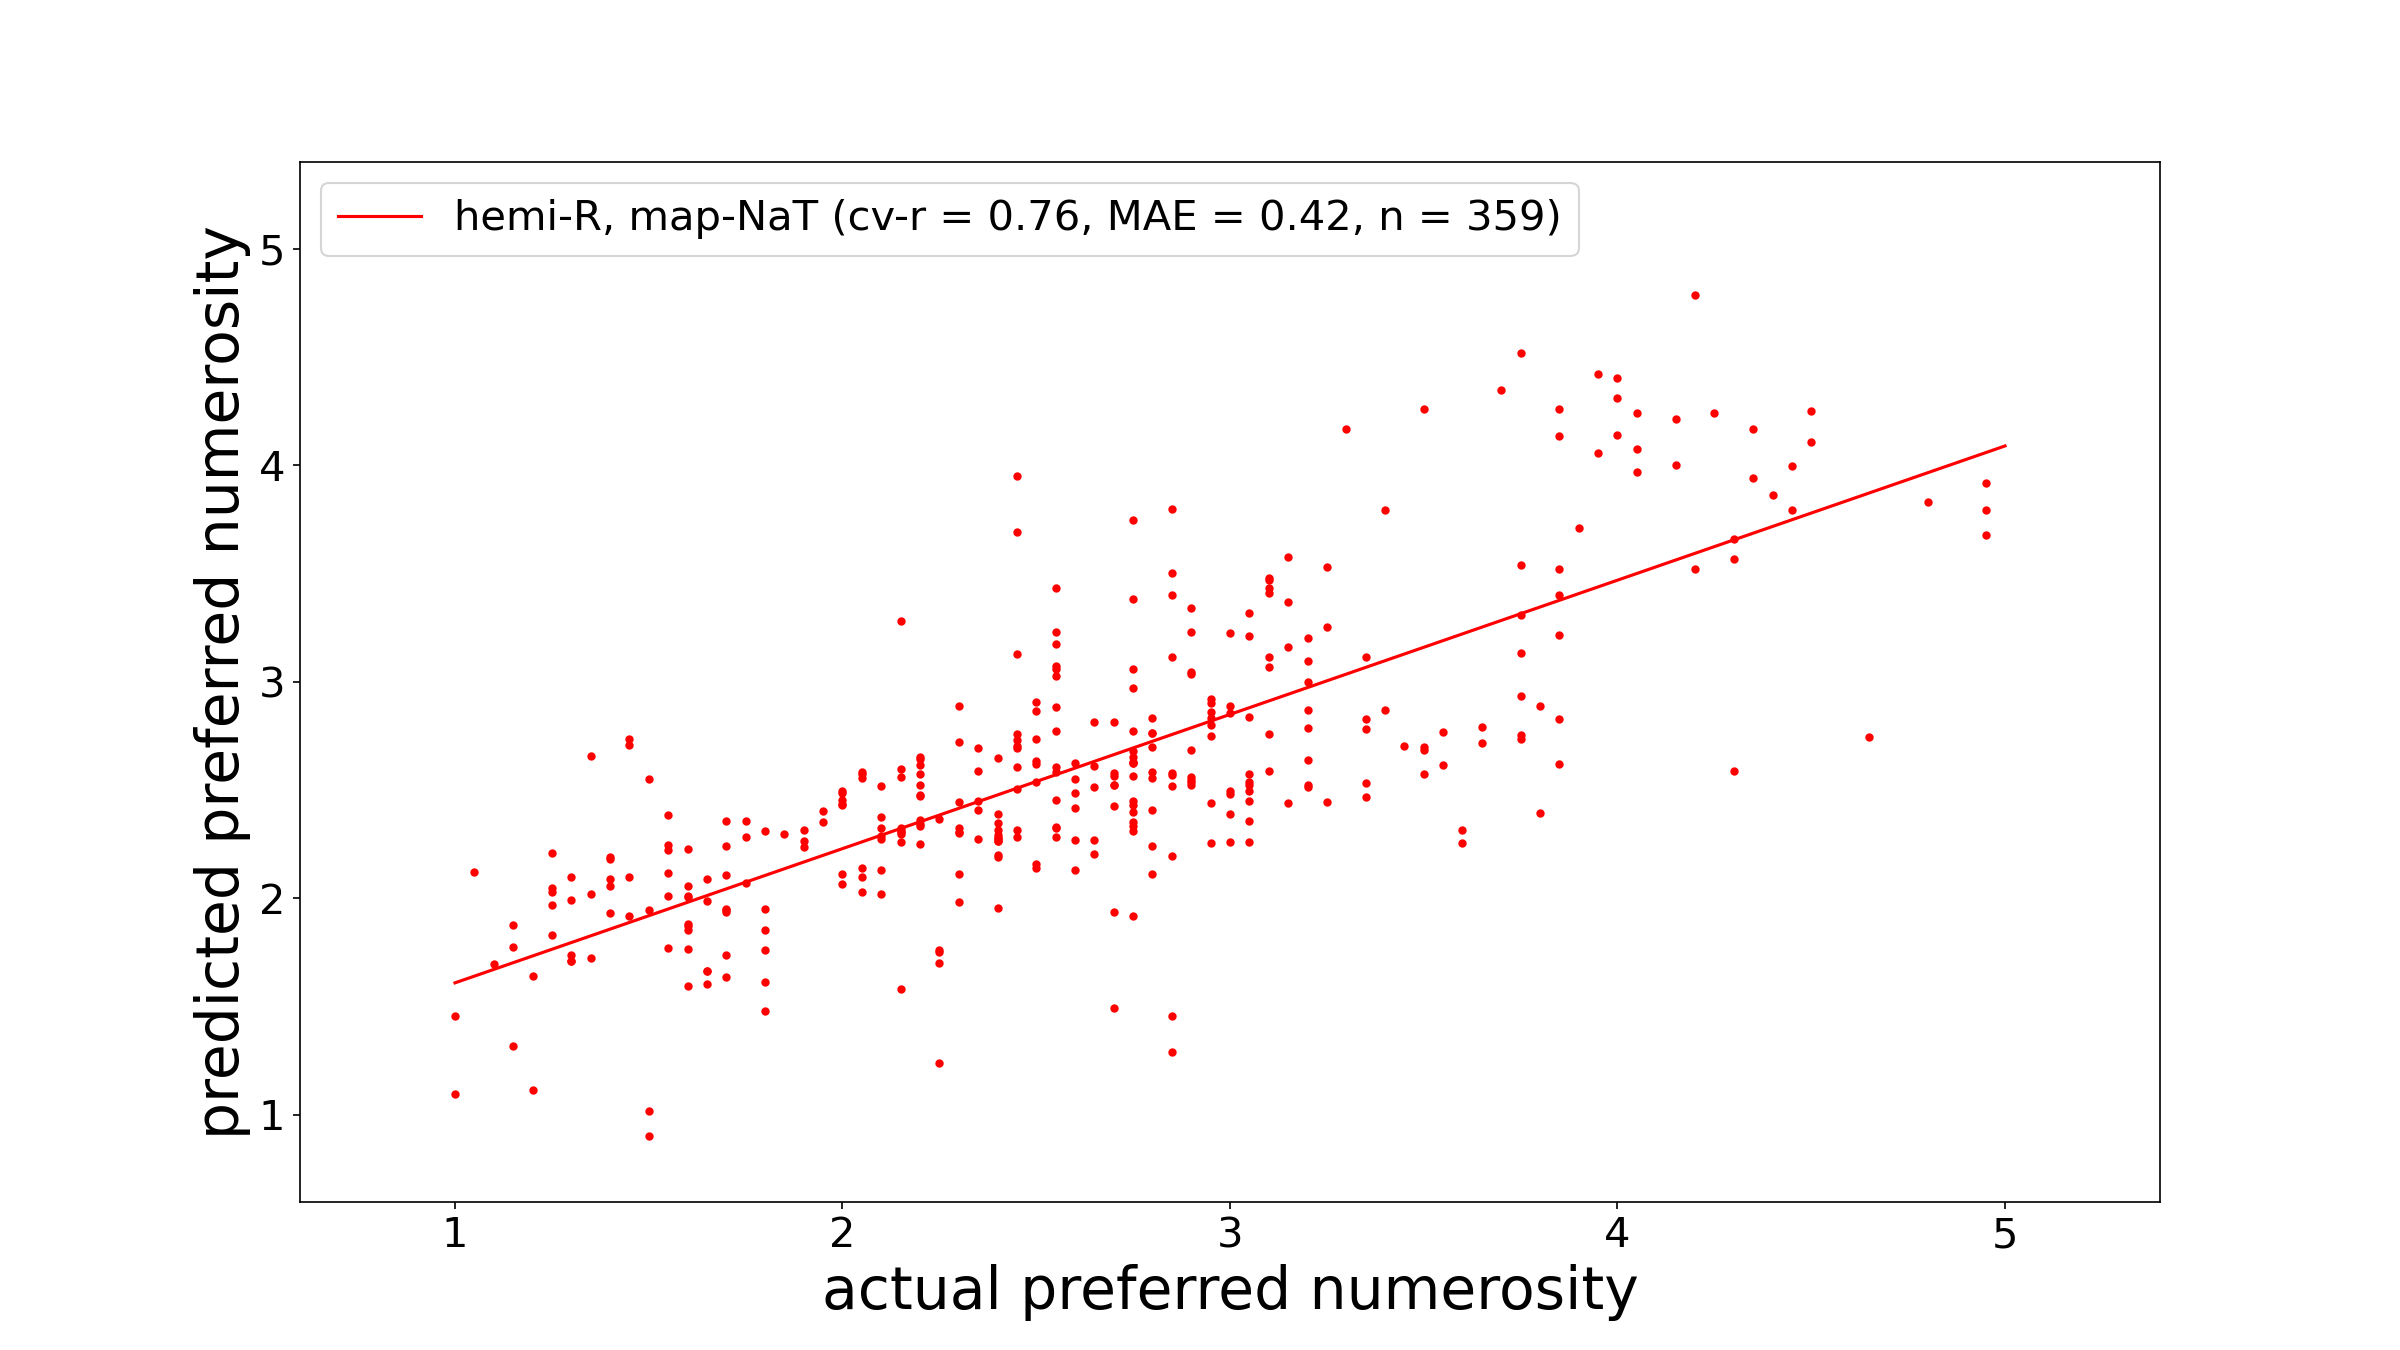 hemi-R, map-NaT (cv-r = 0.76, MAE = 0.42, n = 359)
predicted preferred numerosity
5
4
3
2
1
1 2 3 4 5
actual preferred numerosity